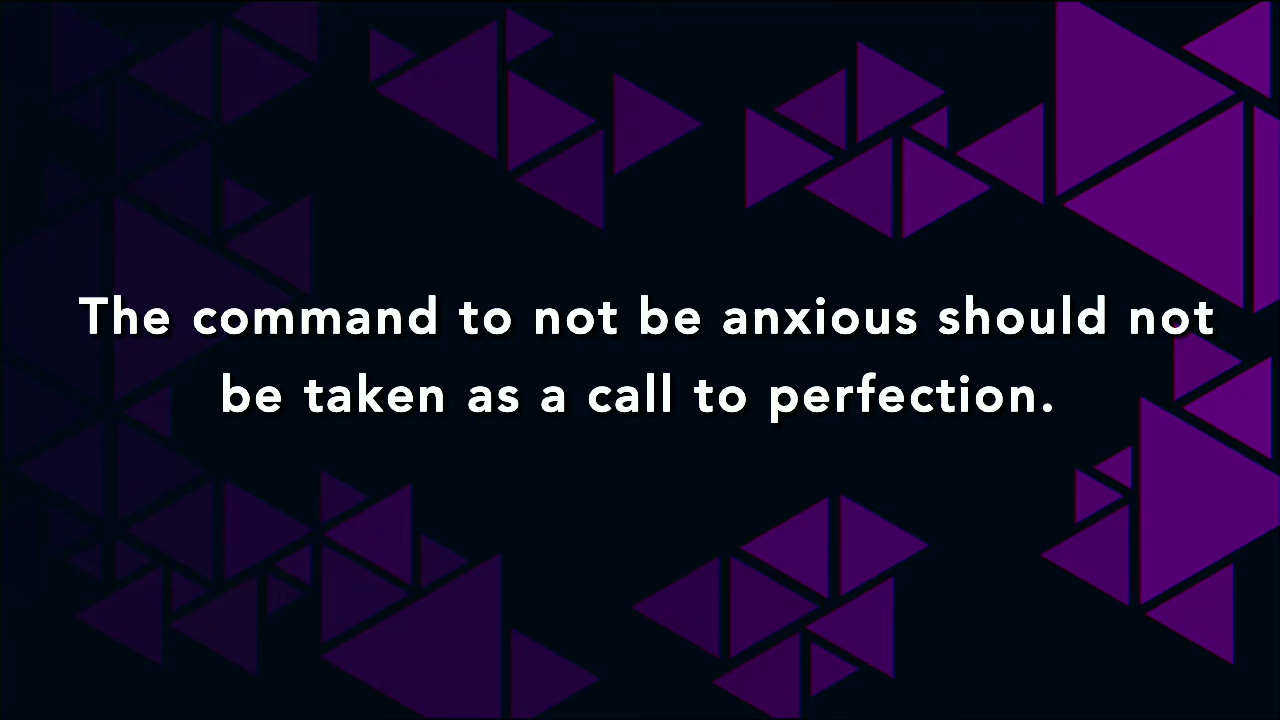 The command to not be anxious should not
be taken as a call to perfection.